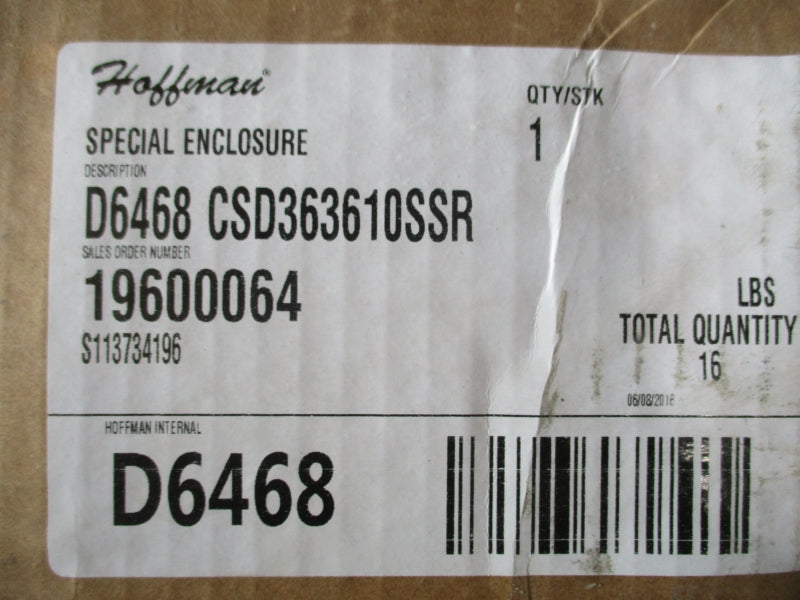 Hoffman®
QTY/STK
SPECIAL ENCLOSURE
1
DESCRIPTION
D6468 CSD363610SSR
SALES ORDER NUMBER
19600064
LBS
TOTAL QUANTITY
S113734196
16
06/08/2016
HOFFMAN INTERNAL
D6468